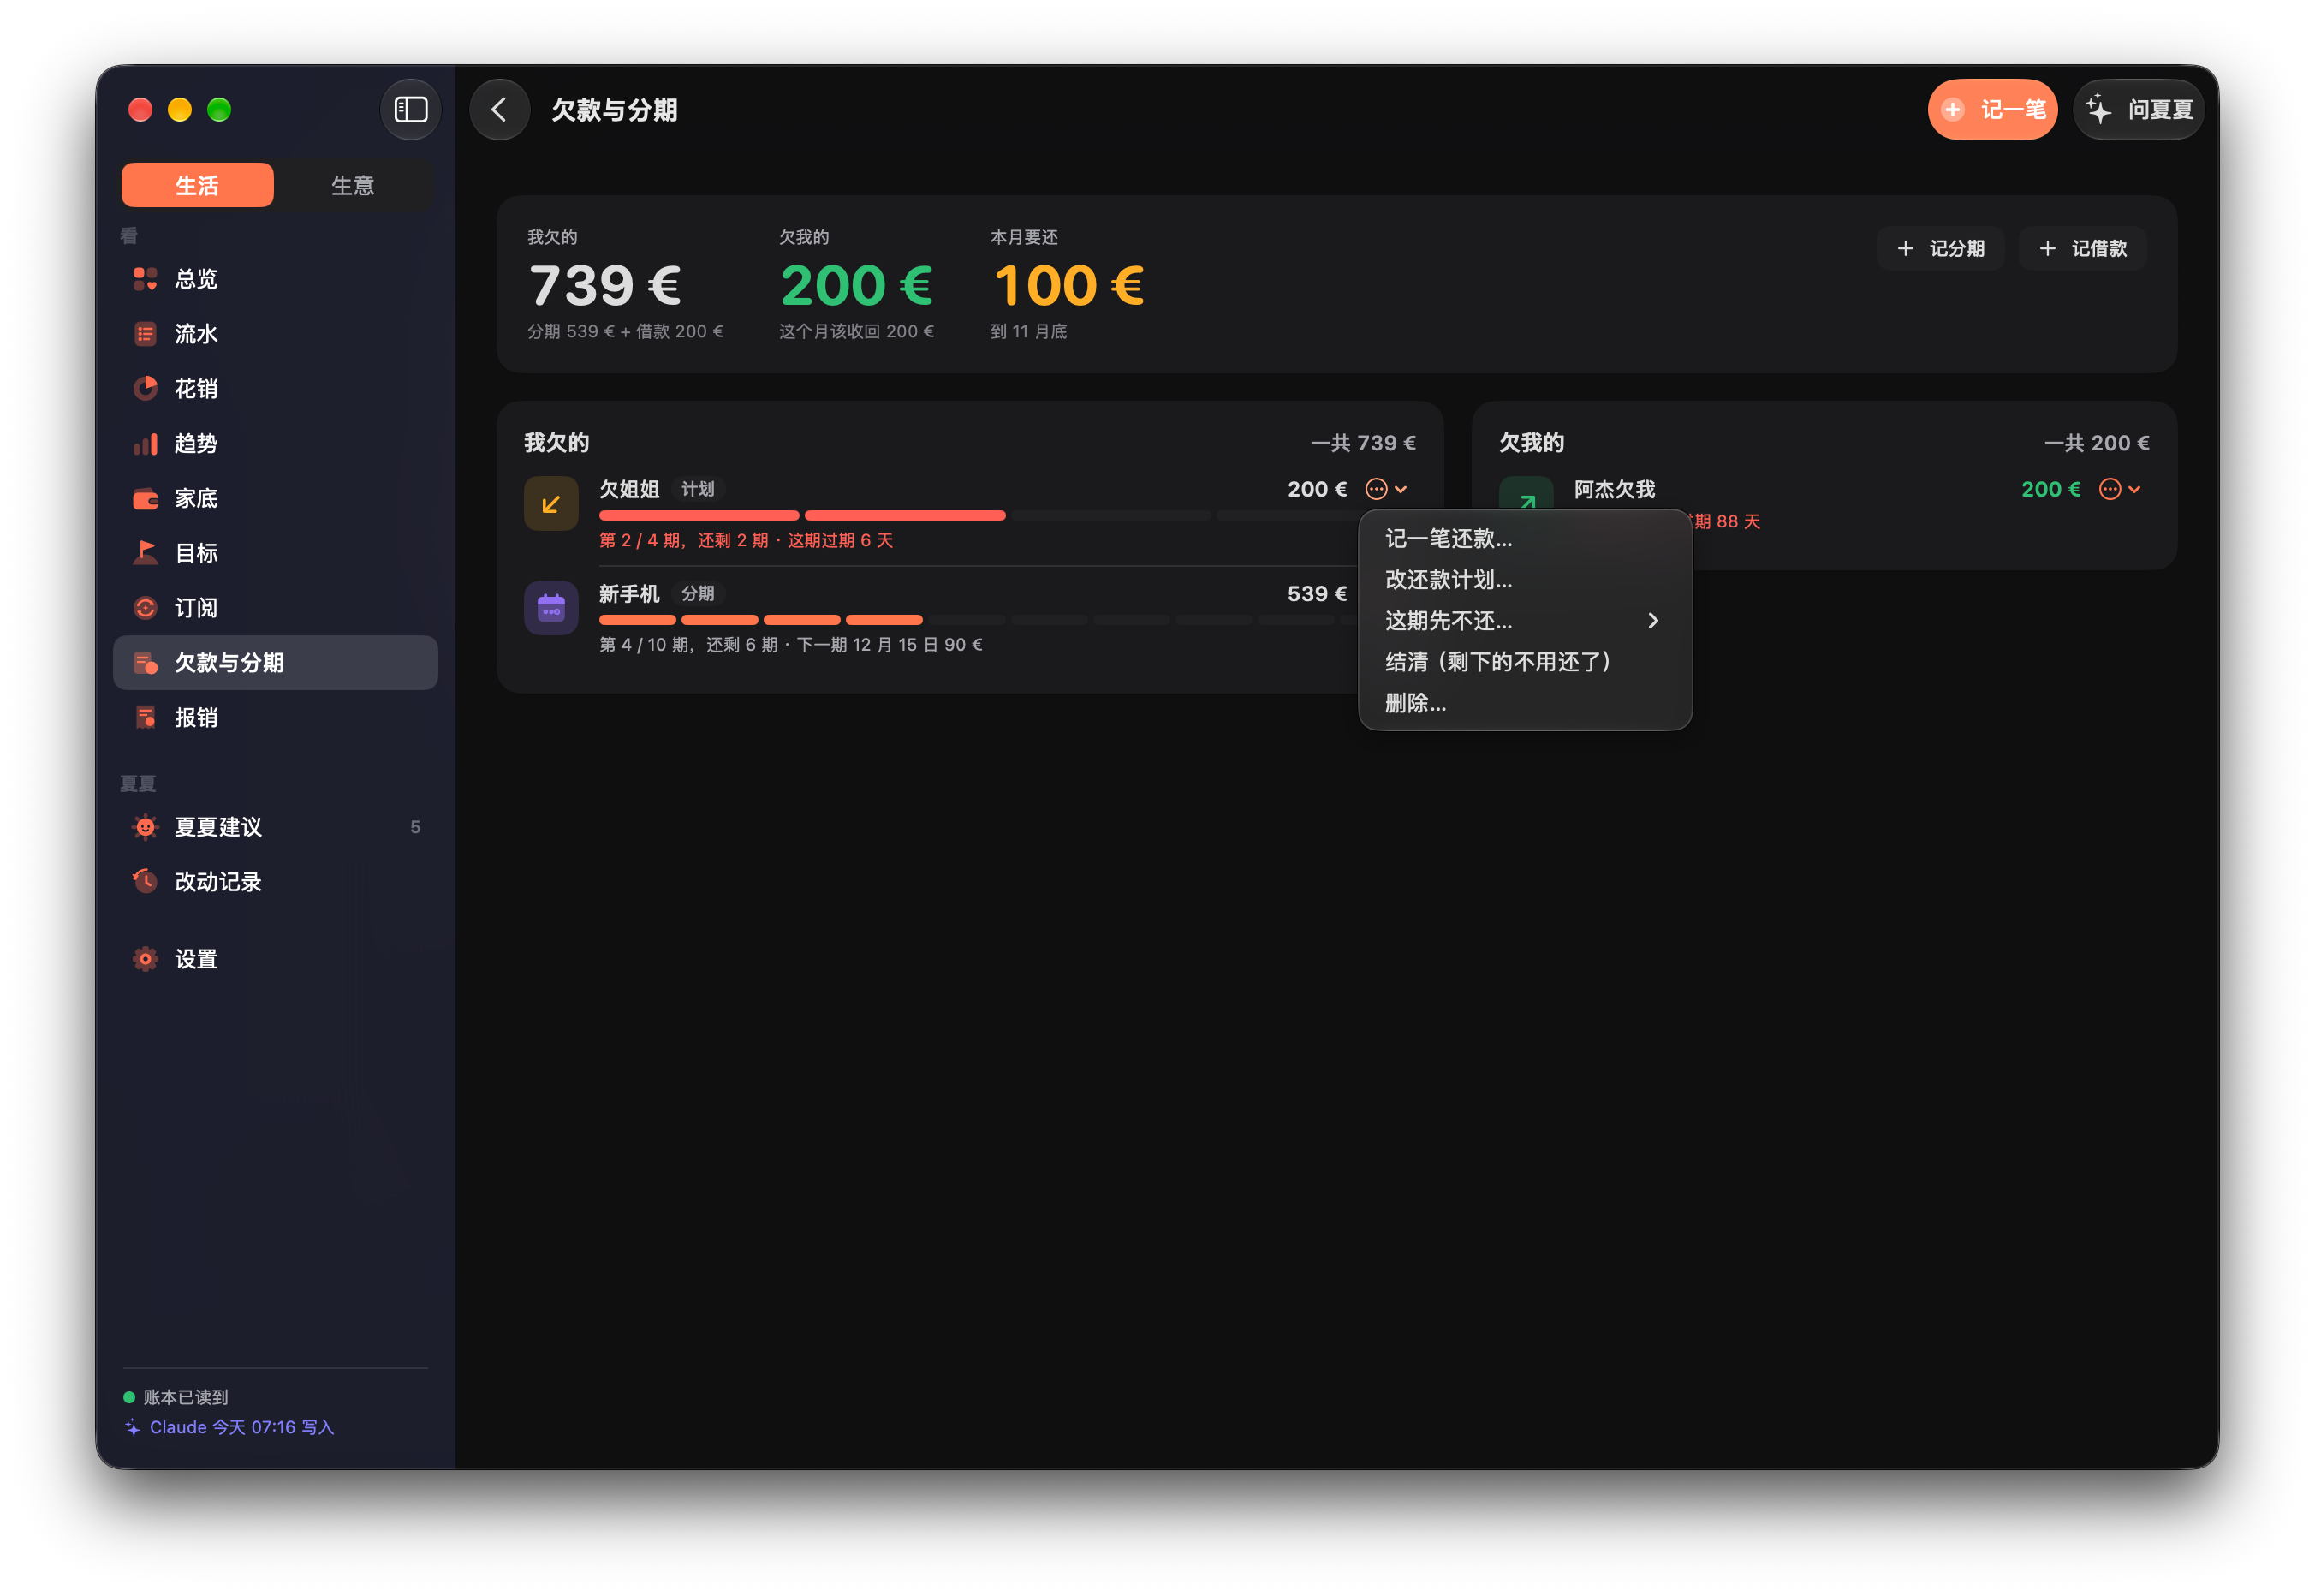 生活
生意
看
总览
流水
花销
趋势
家底
目标
订阅
欠款与分期
报销
夏夏
夏夏建议
5
改动记录
设置
账本已读到
Claude 今天 07:16 写入
欠款与分期
记一笔
问夏夏
我欠的
739 €
分期 539 € + 借款 200 €
欠我的
200 €
这个月该收回 200 €
本月要还
100 €
到 11 月底
记分期
记借款
我欠的
一共 739 €
欠姐姐 计划
200 €
第 2 / 4 期，还剩 2 期 · 这期过期 6 天
新手机 分期
539 €
第 4 / 10 期，还剩 6 期 · 下一期 12 月 15 日 90 €
欠我的
一共 200 €
阿杰欠我
200 €
期 88 天
记一笔还款...
改还款计划...
这期先不还...
结清（剩下的不用还了）
删除...